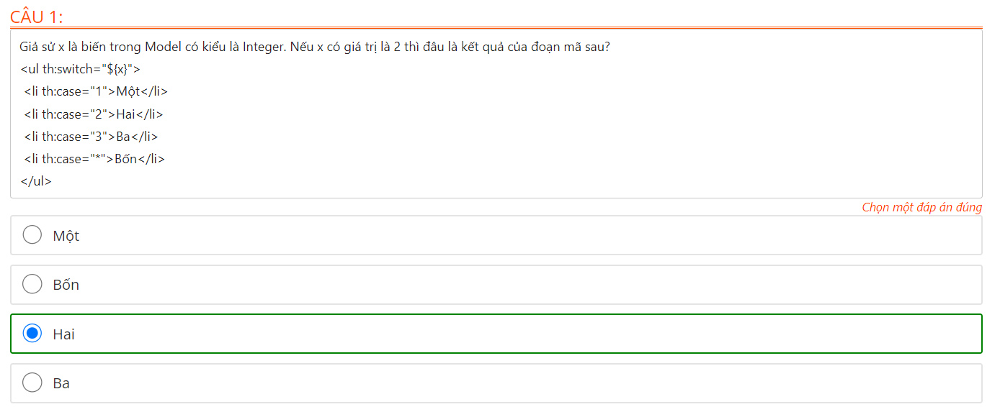 CÂU 1:
Giả sử x là biến trong Model có kiểu là Integer. Nếu x có giá trị là 2 thì đâu là kết quả của đoạn mã sau?
<ul th:switch="${x}">
<li th:case="1">Một</li>
<li th:case="2">Hai</li>
<li th:case="3">Ba</li>
<li th:case="*">Bốn</li>
</ul>
Chọn một đáp án đúng
Một
Bốn
Hai
Ba